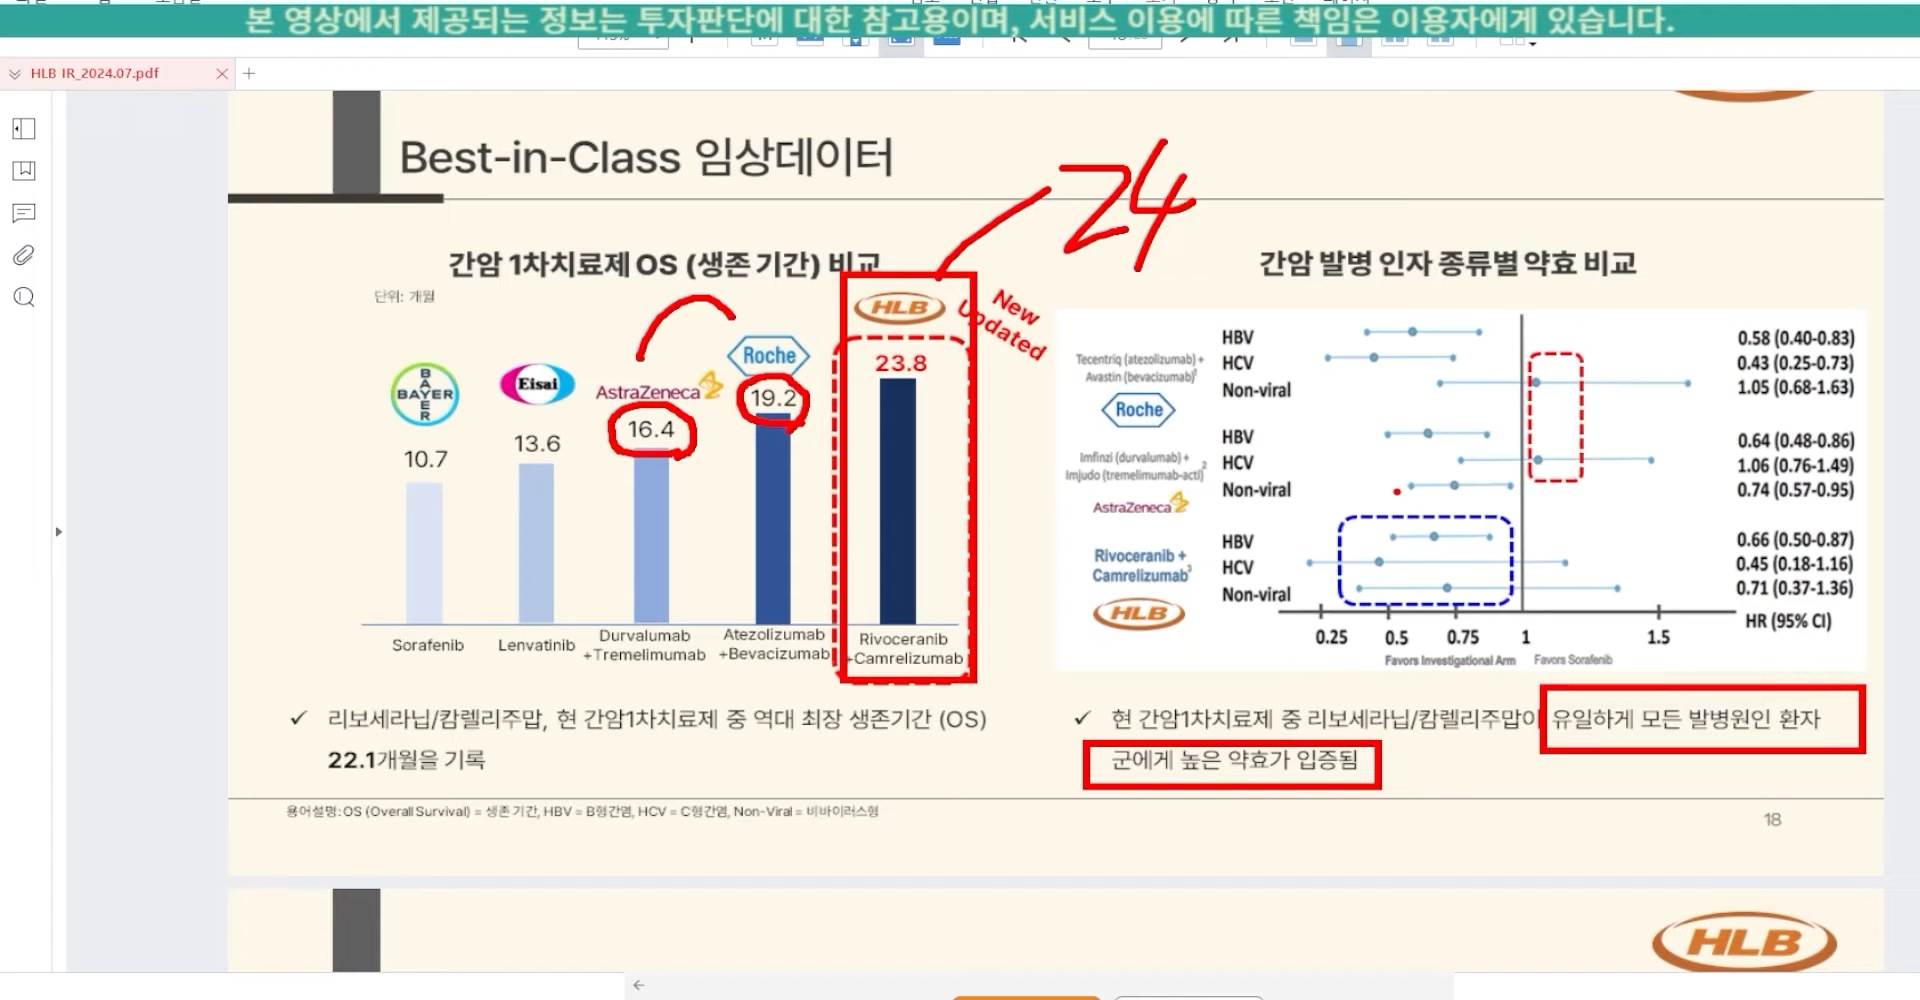 본 영상에서 제공되는 정보는 투자판단에 대한 참고용이며, 서비스 이용에 따른 책임은 이용자에게 있습니다.
HLB IR_2024.07.pdf
Best-in-Class 임상데이터
24
간암 1차치료제 OS (생존 기간) 비교
단위: 개월
HLB
New
Updated
BAYER
BAYER
Eisai
AstraZeneca
Roche
10.7
13.6
16.4
19.2
23.8
Sorafenib
Lenvatinib
Durvalumab
+Tremelimumab
Atezolizumab
+Bevacizumab
Rivoceranib
+Camrelizumab
리보세라닙/캄렐리주맙, 현 간암1차치료제 중 역대 최장 생존기간 (OS)
22.1개월을 기록
간암 발병 인자 종류별 약효 비교
Tecentriq (atezolizumab) +
Avastin (bevacizumab)1
Roche
HBV 0.58 (0.40-0.83)
HCV 0.43 (0.25-0.73)
Non-viral 1.05 (0.68-1.63)
Imfinzi (durvalumab) +
Imjudo (tremelimumab-actl)2
AstraZeneca
HBV 0.64 (0.48-0.86)
HCV 1.06 (0.76-1.49)
Non-viral 0.74 (0.57-0.95)
Rivoceranib +
Camrelizumab3
HLB
HBV 0.66 (0.50-0.87)
HCV 0.45 (0.18-1.16)
Non-viral 0.71 (0.37-1.36)
HR (95% CI)
0.25 0.5 0.75 1 1.5
Favors Investigational Arm Favors Sorafenib
현 간암1차치료제 중 리보세라닙/캄렐리주맙이 유일하게 모든 발병원인 환자
군에게 높은 약효가 입증됨
용어설명: OS (Overall Survival) = 생존 기간, HBV = B형간염, HCV = C형간염, Non-Viral = 비바이러스형
18
HLB